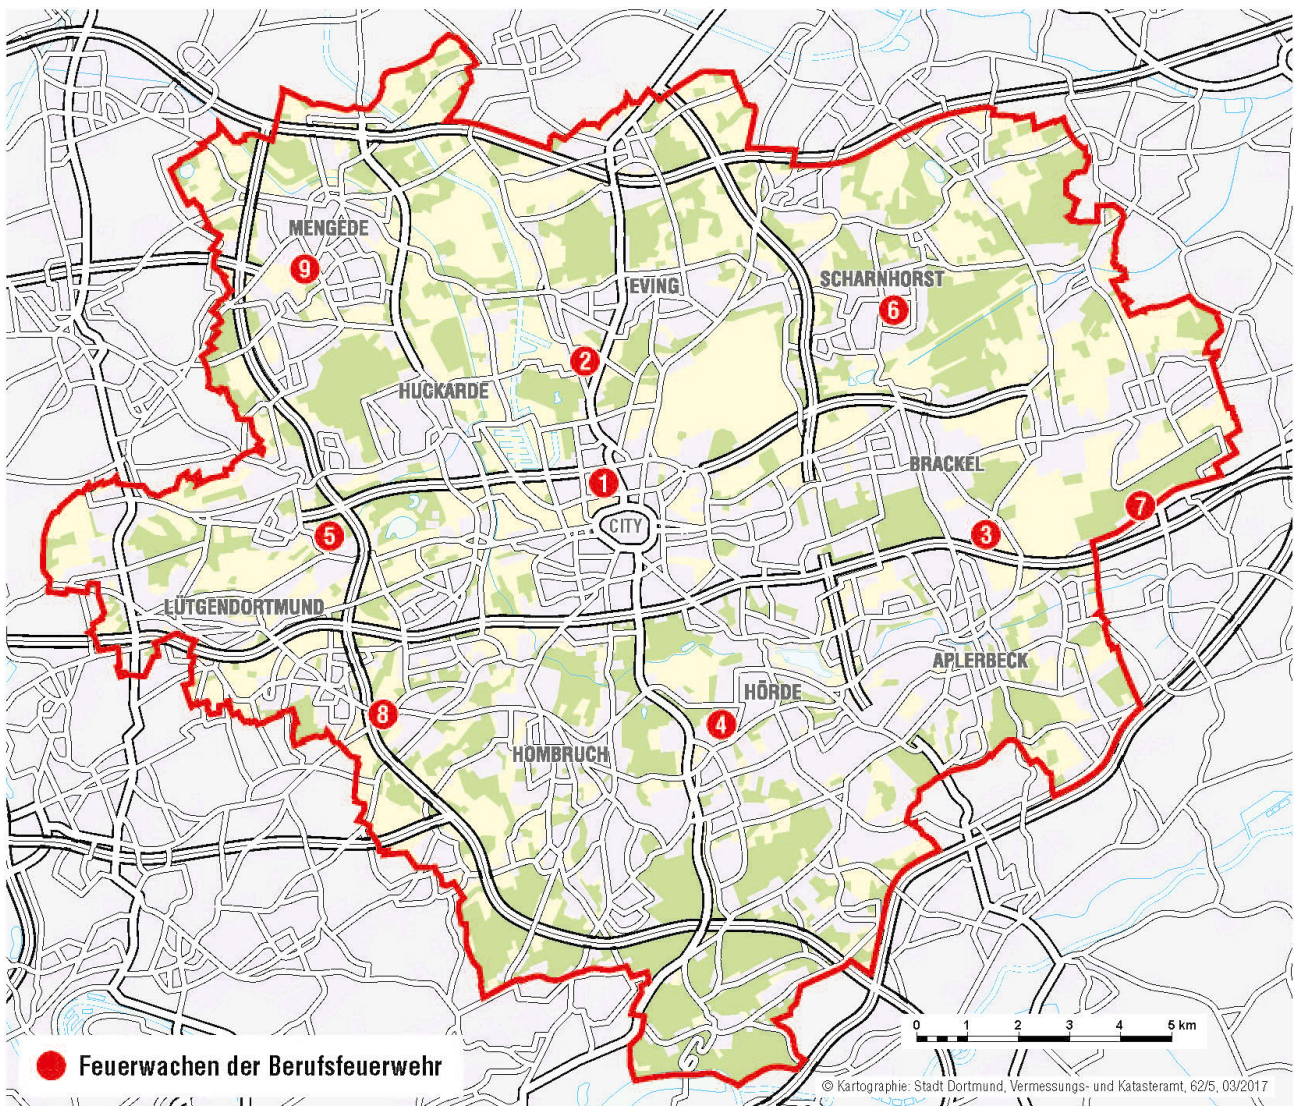 MENGEDE
9
EVING
SCHARNHORST
6
2
HUCKARDE
BRACKEL
1
CITY
7
5
3
LÜTGENDORTMUND
APLERBECK
HÖRDE
8
4
HOMBRUCH
0 1 2 3 4 5 km
Feuerwachen der Berufsfeuerwehr
© Kartographie: Stadt Dortmund, Vermessungs- und Katasteramt, 62/5, 03/2017